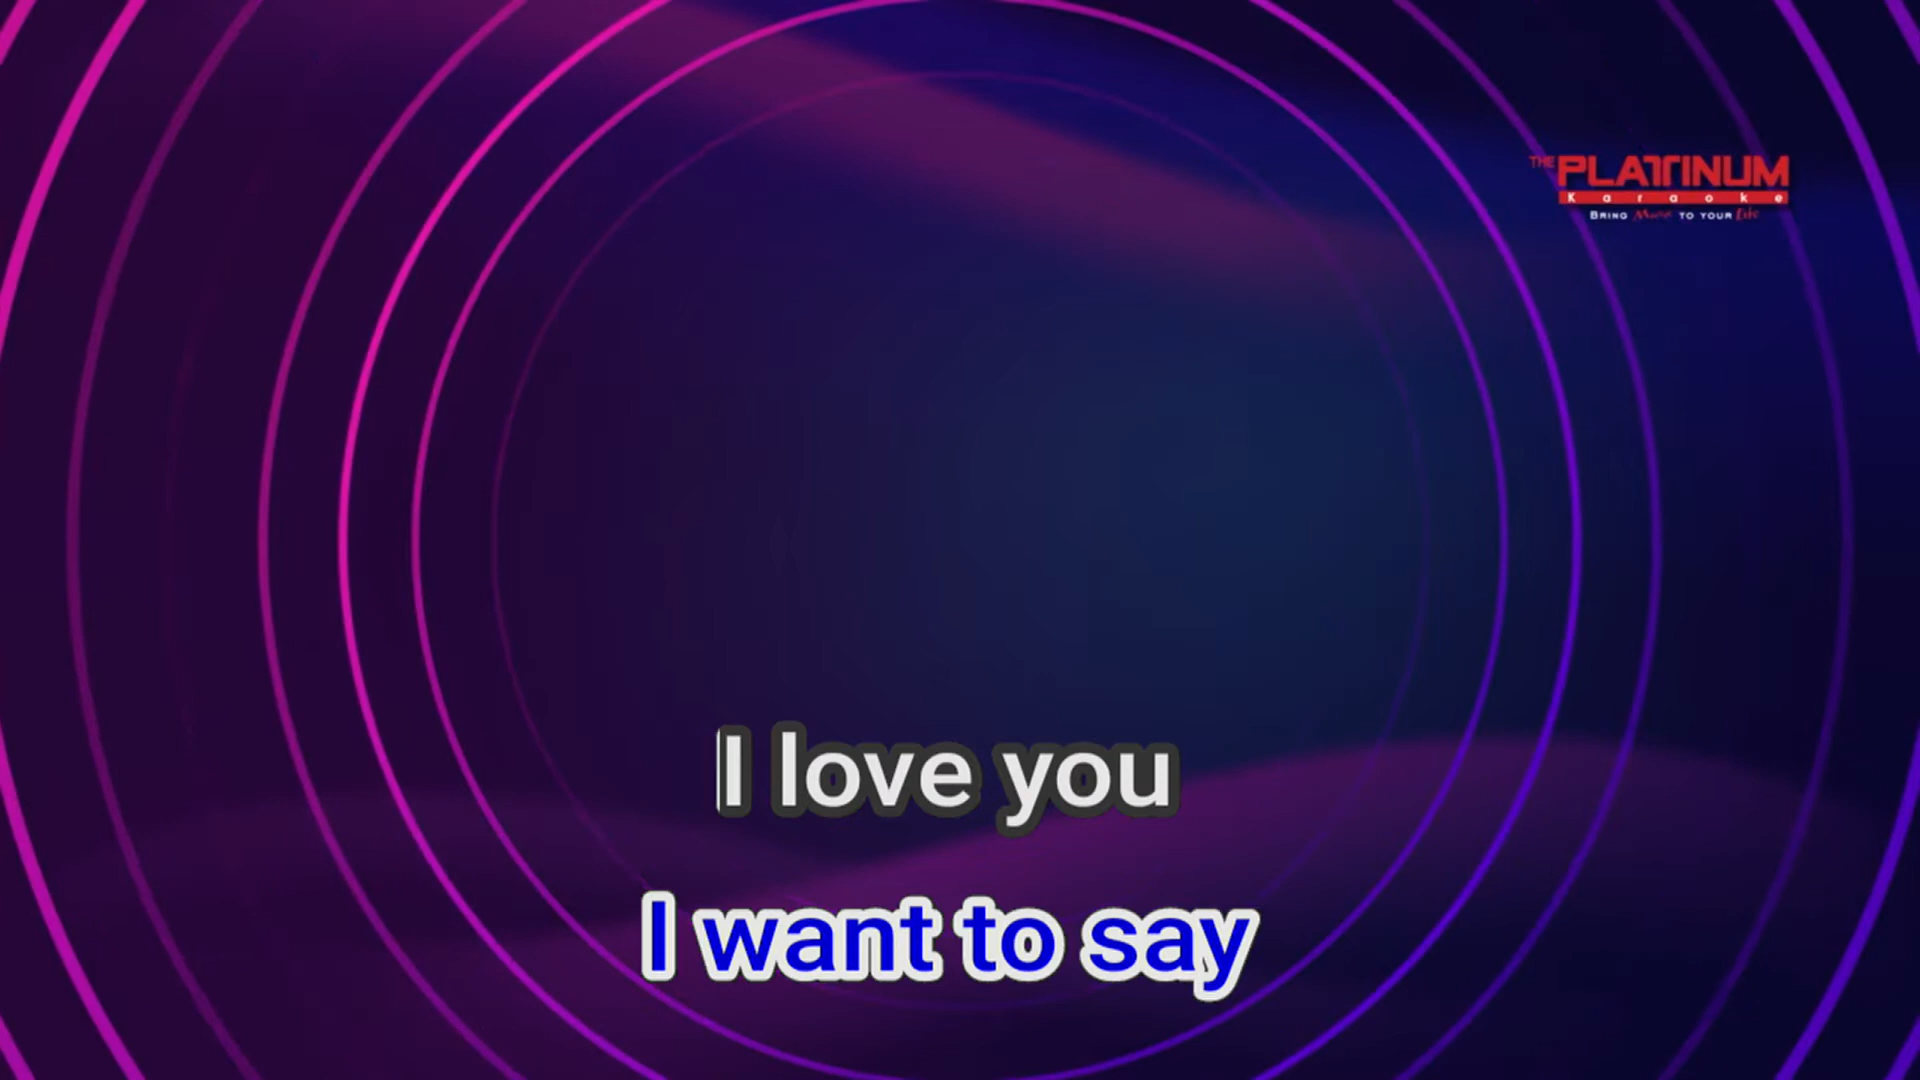 THE PLATINUM
Karaoke
BRING Music TO YOUR Life
I love you
I want to say